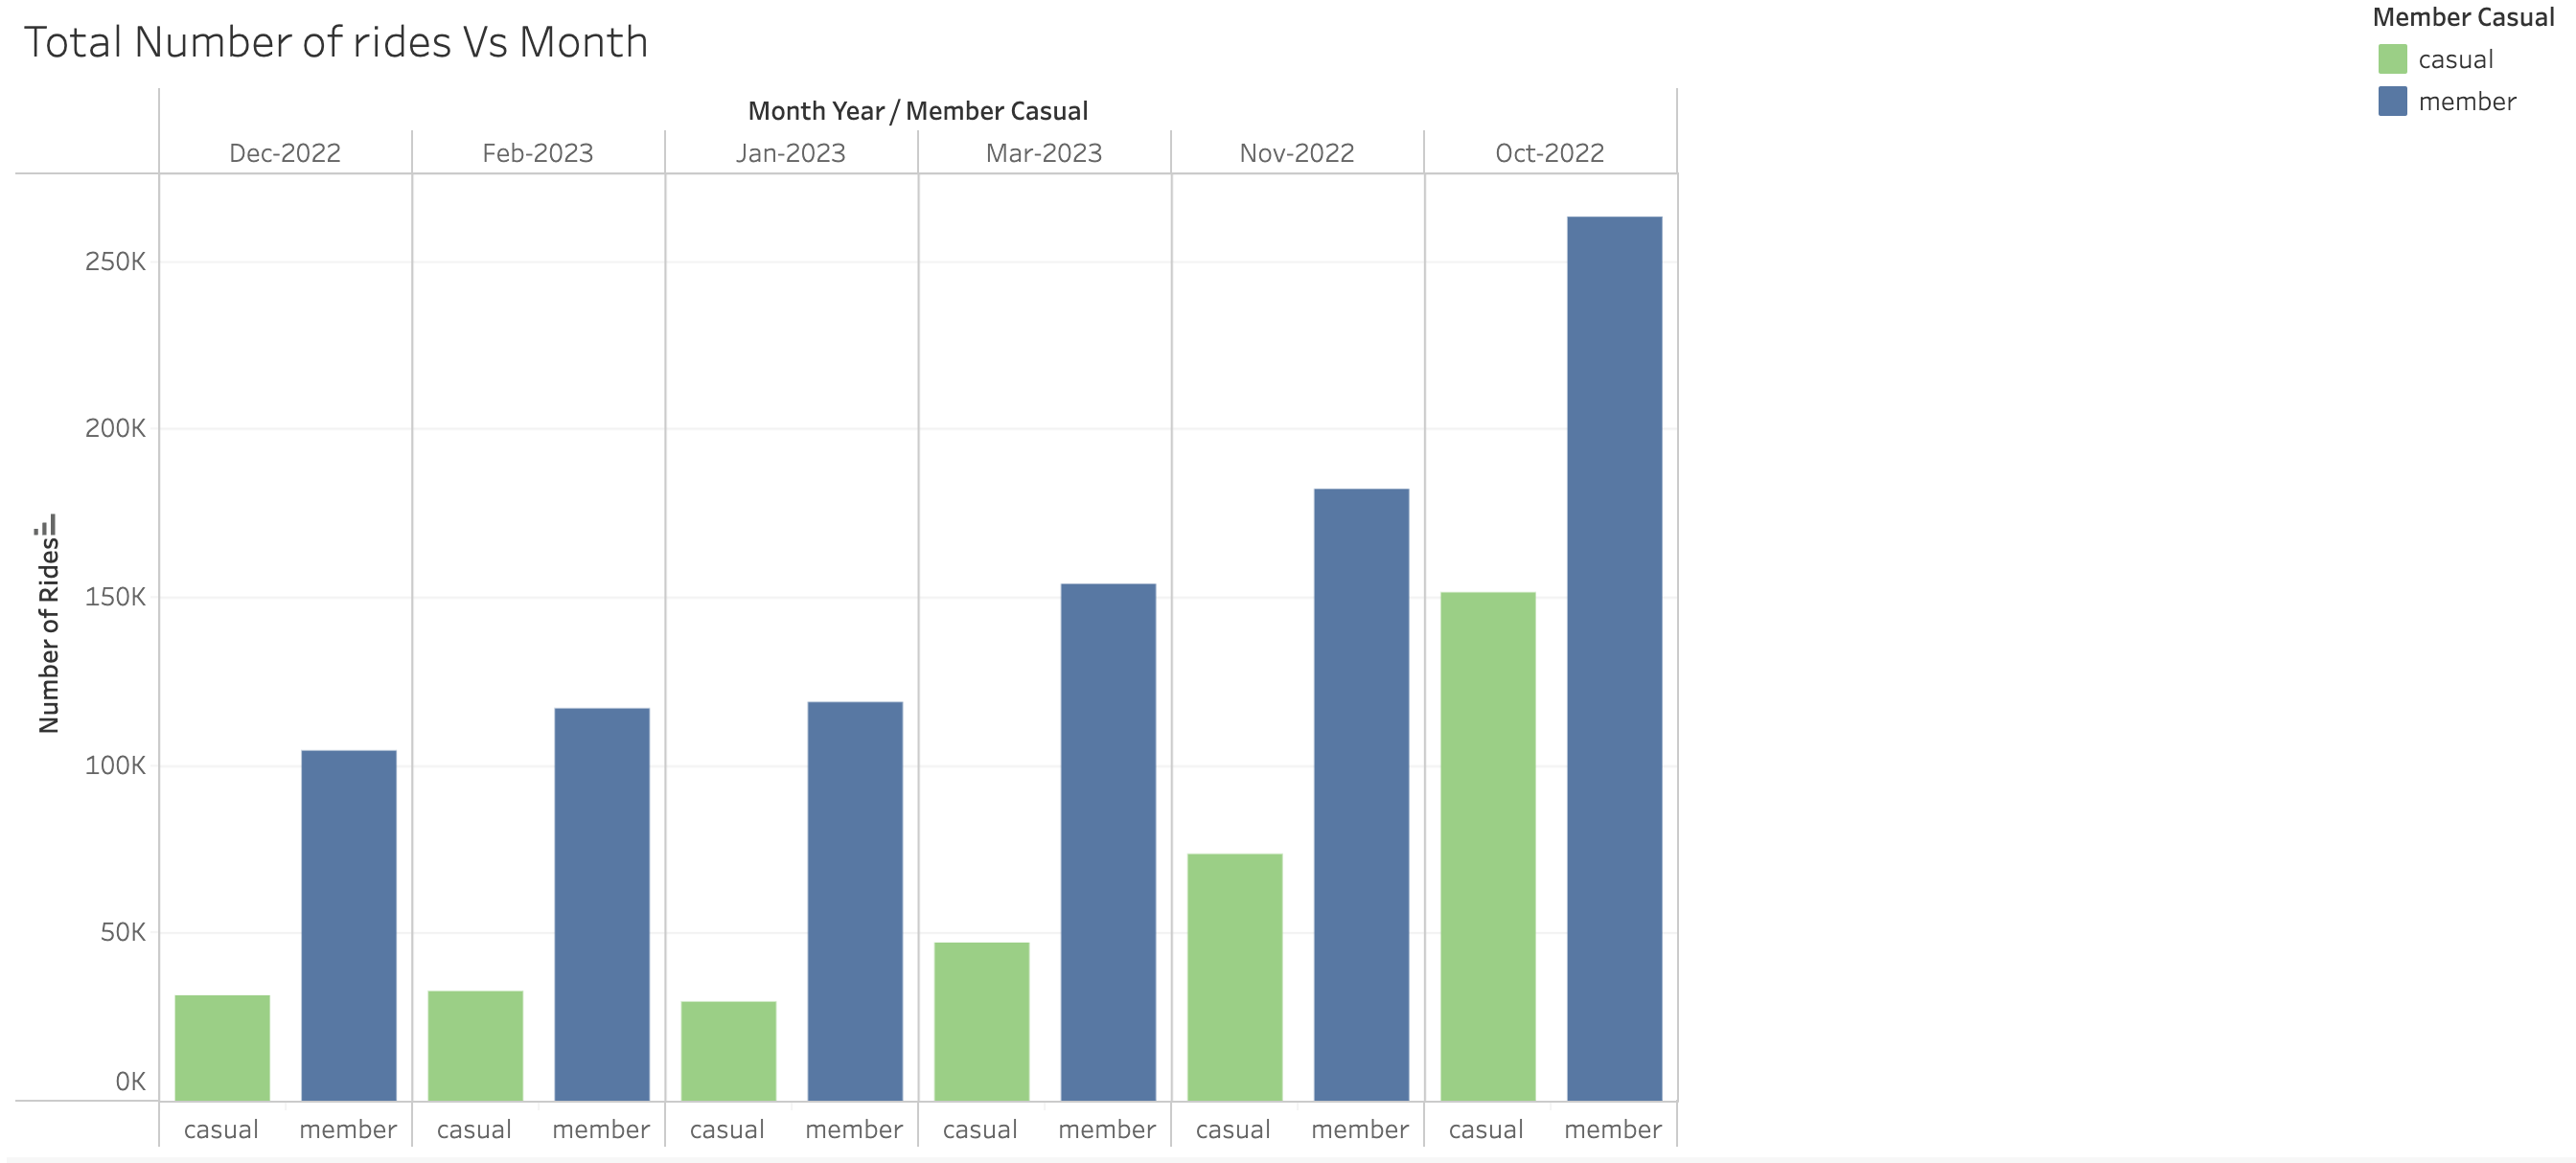 Total Number of rides Vs Month
Member Casual
casual
member
Month Year / Member Casual
Dec-2022 Feb-2023 Jan-2023 Mar-2023 Nov-2022 Oct-2022
Number of Rides
250K
200K
150K
100K
50K
0K
casual member casual member casual member casual member casual member casual member